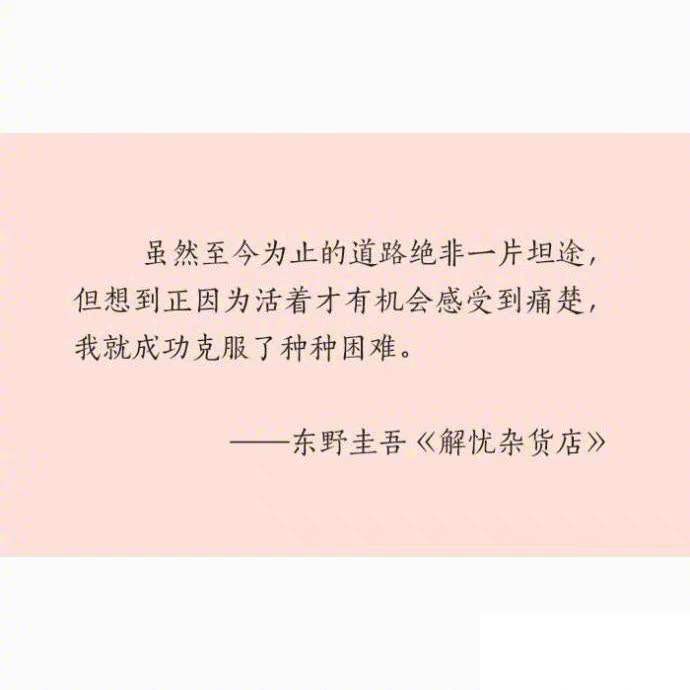 虽然至今为止的道路绝非一片坦途，
但想到正因为活着才有机会感受到痛楚，
我就成功克服了种种困难。
——东野圭吾《解忧杂货店》